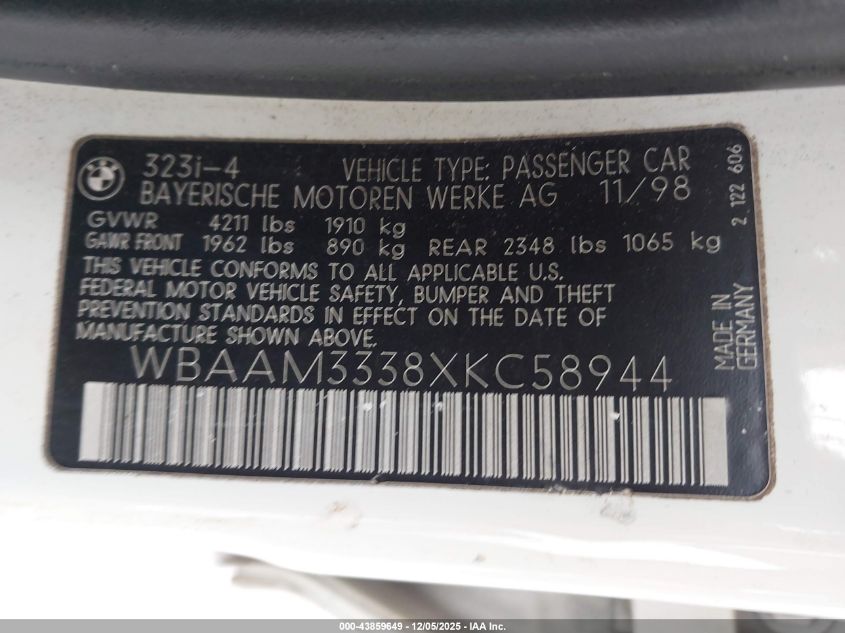 BMW
323i-4 VEHICLE TYPE: PASSENGER CAR
BAYERISCHE MOTOREN WERKE AG 11/98
GVWR 4211 lbs 1910 kg
GAWR FRONT 1962 lbs 890 kg REAR 2348 lbs 1065 kg
THIS VEHICLE CONFORMS TO ALL APPLICABLE U.S.
FEDERAL MOTOR VEHICLE SAFETY, BUMPER AND THEFT
PREVENTION STANDARDS IN EFFECT ON THE DATE OF
MANUFACTURE SHOWN ABOVE.
WBAAM3338XKC58944
2 122 606
MADE IN
GERMANY
000-43859649 - 12/05/2025 - IAA Inc.